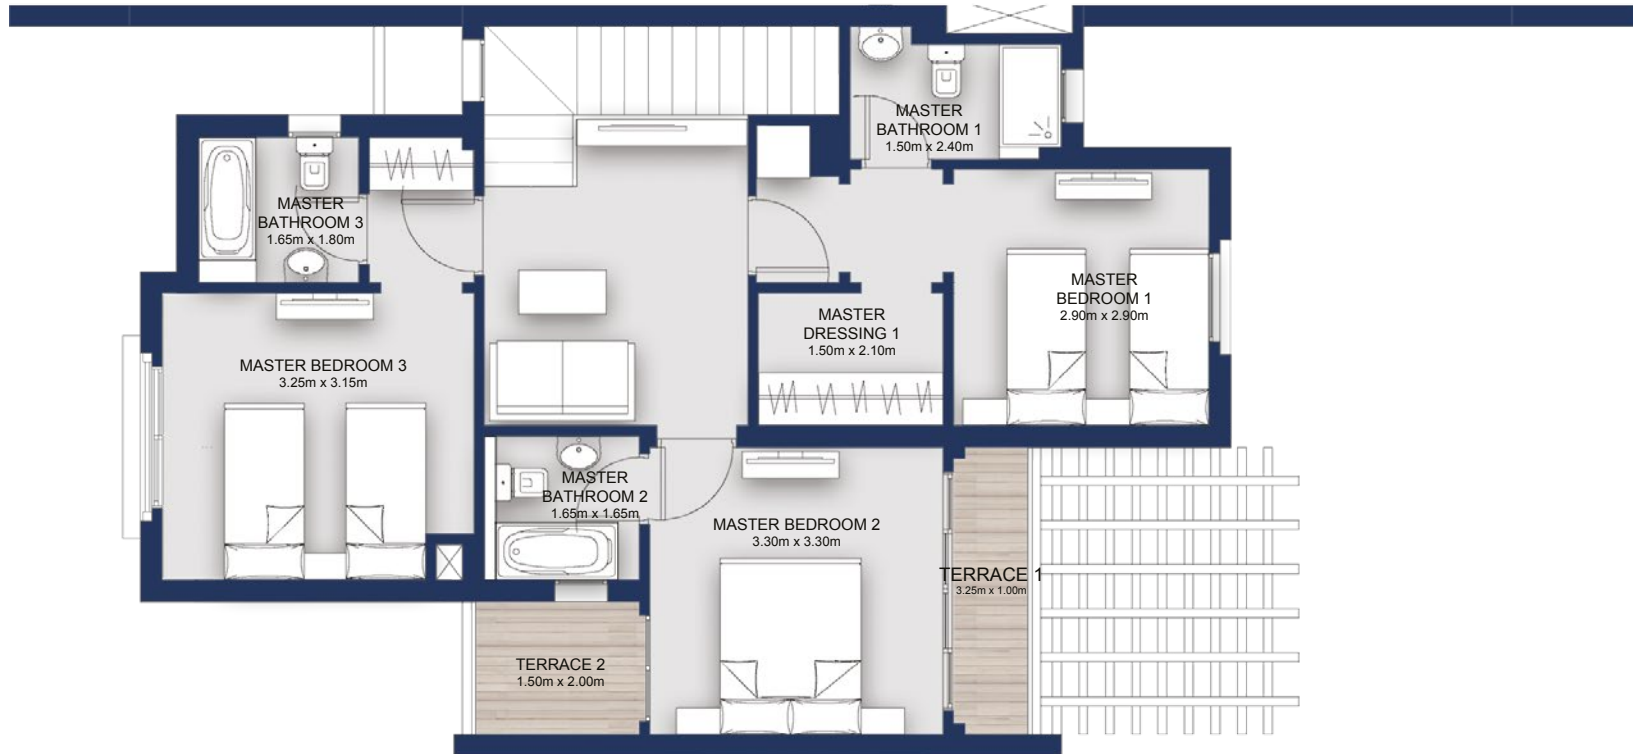 MASTER
BATHROOM 1
1.50m x 2.40m
MASTER
BATHROOM 3
1.65m x 1.80m
MASTER
BEDROOM 1
2.90m x 2.90m
MASTER
DRESSING 1
1.50m x 2.10m
MASTER BEDROOM 3
3.25m x 3.15m
MASTER
BATHROOM 2
1.65m x 1.65m
MASTER BEDROOM 2
3.30m x 3.30m
TERRACE 1
3.25m x 1.00m
TERRACE 2
1.50m x 2.00m